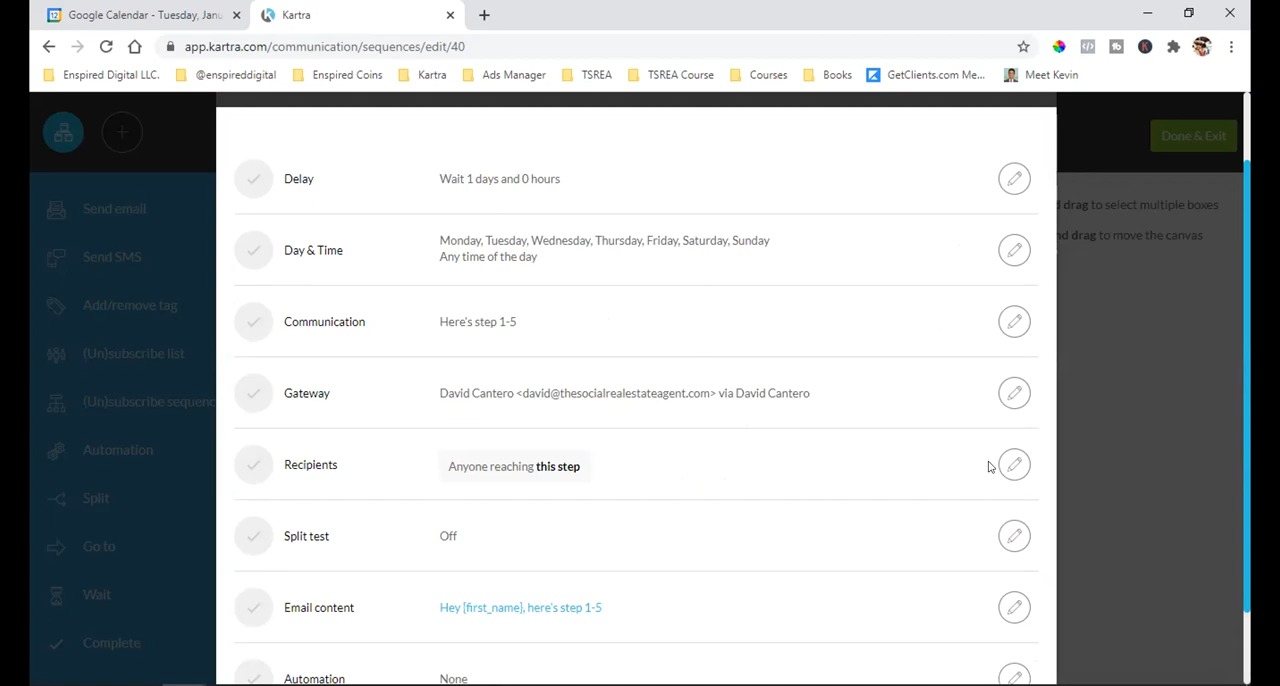 Google Calendar - Tuesday, Janu
Kartra
app.kartra.com/communication/sequences/edit/40
Enspired Digital LLC.
@enspireddigital
Enspired Coins
Kartra
Ads Manager
TSREA
TSREA Course
Courses
Books
GetClients.com Me...
Meet Kevin
Done & Exit
Send email
Send SMS
Add/remove tag
(Un)subscribe list
(Un)subscribe sequenc
Automation
Split
Go to
Wait
Complete
d drag to select multiple boxes
nd drag to move the canvas
Delay
Wait 1 days and 0 hours
Day & Time
Monday, Tuesday, Wednesday, Thursday, Friday, Saturday, Sunday
Any time of the day
Communication
Here's step 1-5
Gateway
David Cantero <david@thesocialrealestateagent.com> via David Cantero
Recipients
Anyone reaching this step
Split test
Off
Email content
Hey {first_name}, here's step 1-5
Automation
None